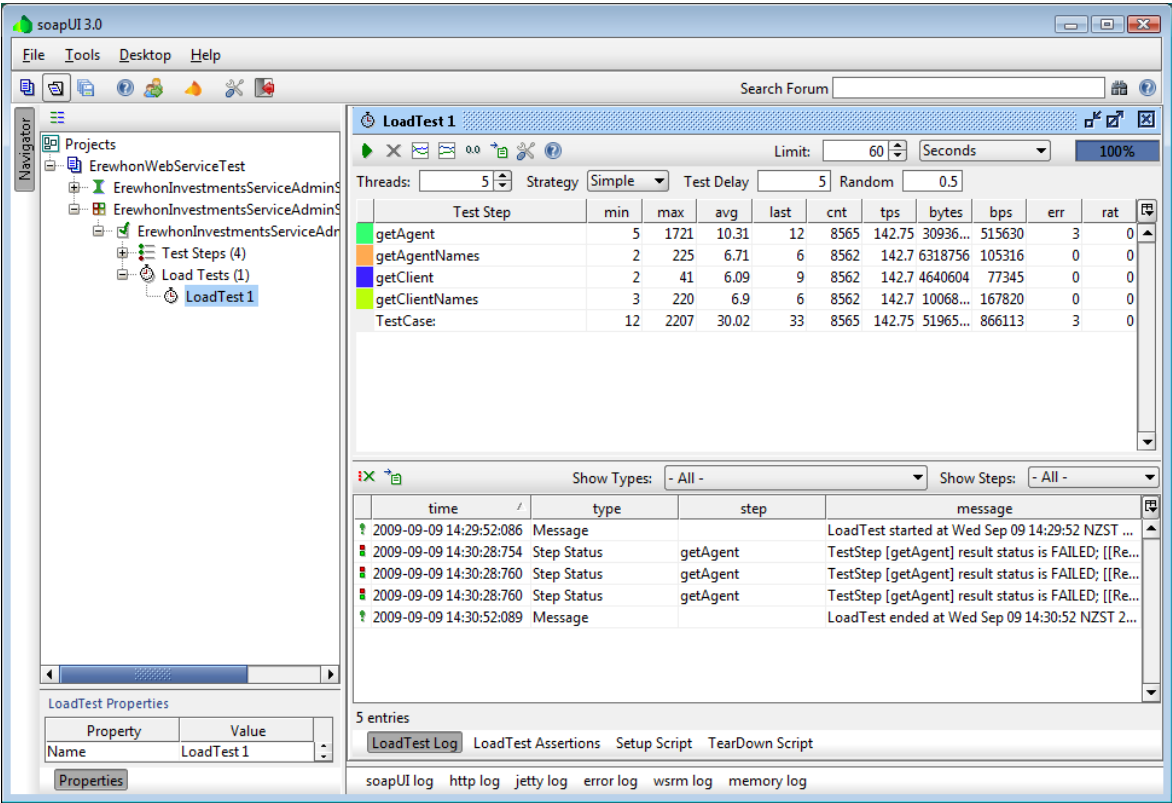 soapUI 3.0
File Tools Desktop Help
Search Forum
Navigator
Projects
ErewhonWebServiceTest
ErewhonInvestmentsServiceAdminS
ErewhonInvestmentsServiceAdminS
ErewhonInvestmentsServiceAdr
Test Steps (4)
Load Tests (1)
LoadTest 1
LoadTest Properties
Property Value
Name LoadTest 1
Properties
LoadTest 1
0.0 Limit: 60 Seconds 100%
Threads: 5 Strategy Simple Test Delay 5 Random 0.5
Test Step min max avg last cnt tps bytes bps err rat
getAgent 5 1721 10.31 12 8565 142.75 30936... 515630 3 0
getAgentNames 2 225 6.71 6 8562 142.7 6318756 105316 0 0
getClient 2 41 6.09 9 8562 142.7 4640604 77345 0 0
getClientNames 3 220 6.9 6 8562 142.7 10068... 167820 0 0
TestCase: 12 2207 30.02 33 8565 142.75 51965... 866113 3 0
Show Types: - All - Show Steps: - All -
time type step message
2009-09-09 14:29:52:086 Message LoadTest started at Wed Sep 09 14:29:52 NZST ...
2009-09-09 14:30:28:754 Step Status getAgent TestStep [getAgent] result status is FAILED; [[Re...
2009-09-09 14:30:28:760 Step Status getAgent TestStep [getAgent] result status is FAILED; [[Re...
2009-09-09 14:30:28:760 Step Status getAgent TestStep [getAgent] result status is FAILED; [[Re...
2009-09-09 14:30:52:089 Message LoadTest ended at Wed Sep 09 14:30:52 NZST 2...
5 entries
LoadTest Log LoadTest Assertions Setup Script TearDown Script
soapUI log http log jetty log error log wsrm log memory log